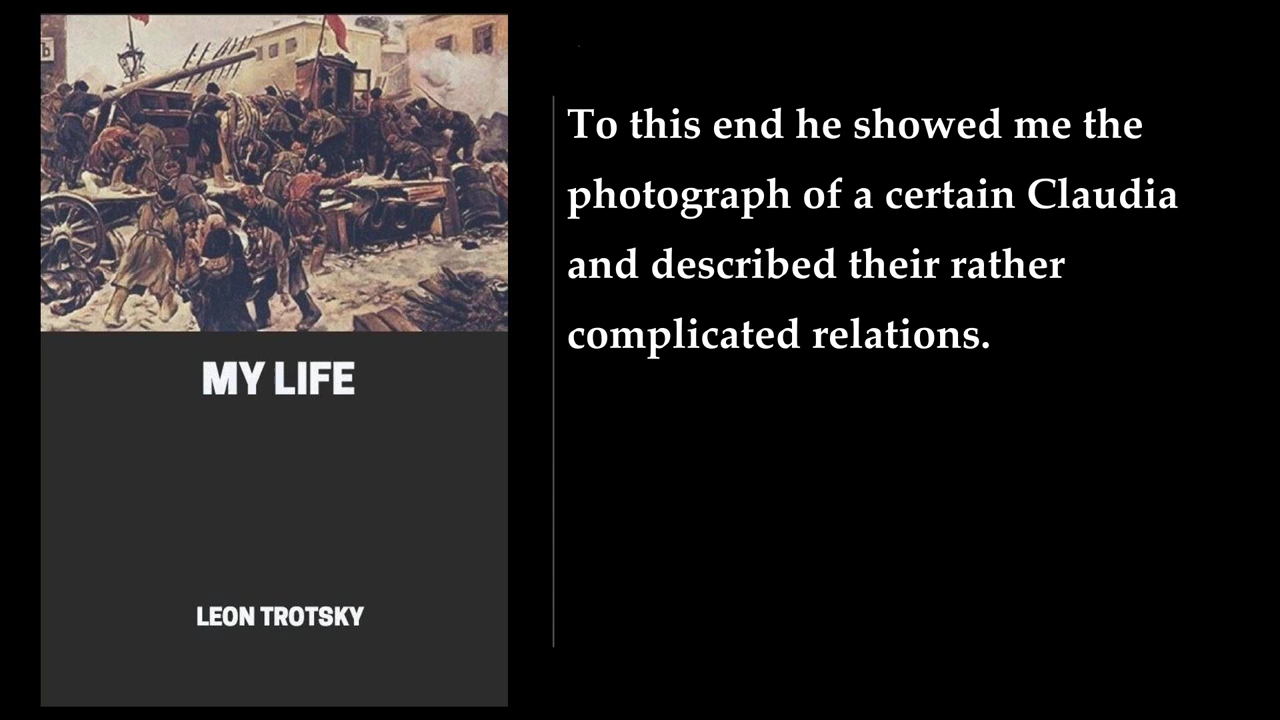 MY LIFE
LEON TROTSKY
To this end he showed me the
photograph of a certain Claudia
and described their rather
complicated relations.